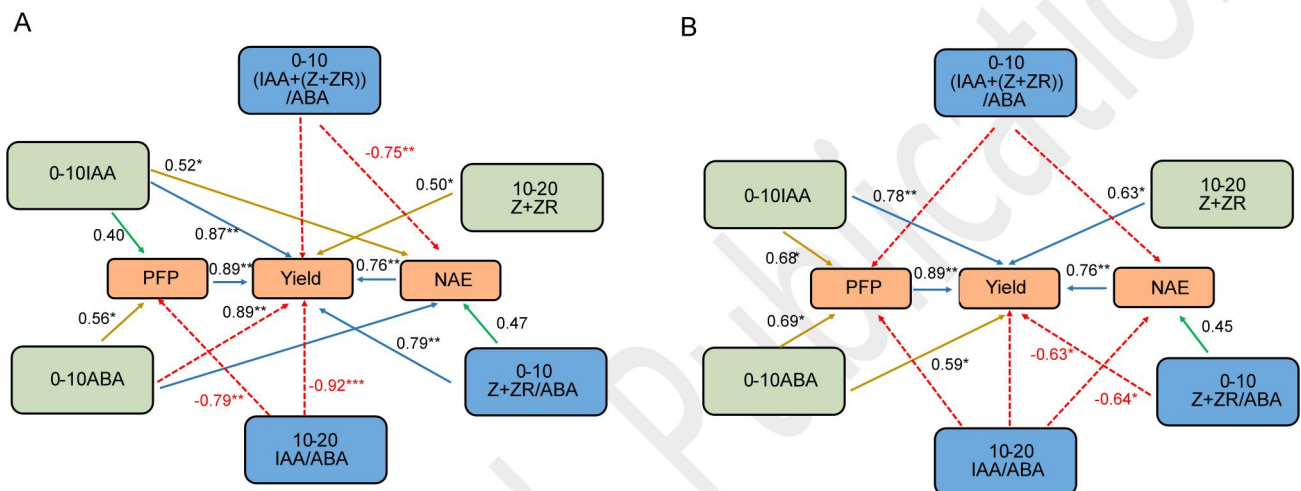 A
0-10
(IAA+(Z+ZR))
/ABA
0-10IAA
0.52*
-0.75**
0.50*
10-20
Z+ZR
0.40
0.87**
PFP
0.89**
Yield
0.76**
NAE
0.56*
0.89**
0.47
0.79**
0-10ABA
-0.79**
-0.92***
0-10
Z+ZR/ABA
10-20
IAA/ABA
B
0-10
(IAA+(Z+ZR))
/ABA
0-10IAA
0.78**
0.63*
10-20
Z+ZR
0.68*
PFP
0.89**
Yield
0.76**
NAE
0.69*
0.45
0-10ABA
0.59*
-0.63*
-0.64*
0-10
Z+ZR/ABA
10-20
IAA/ABA
Publication